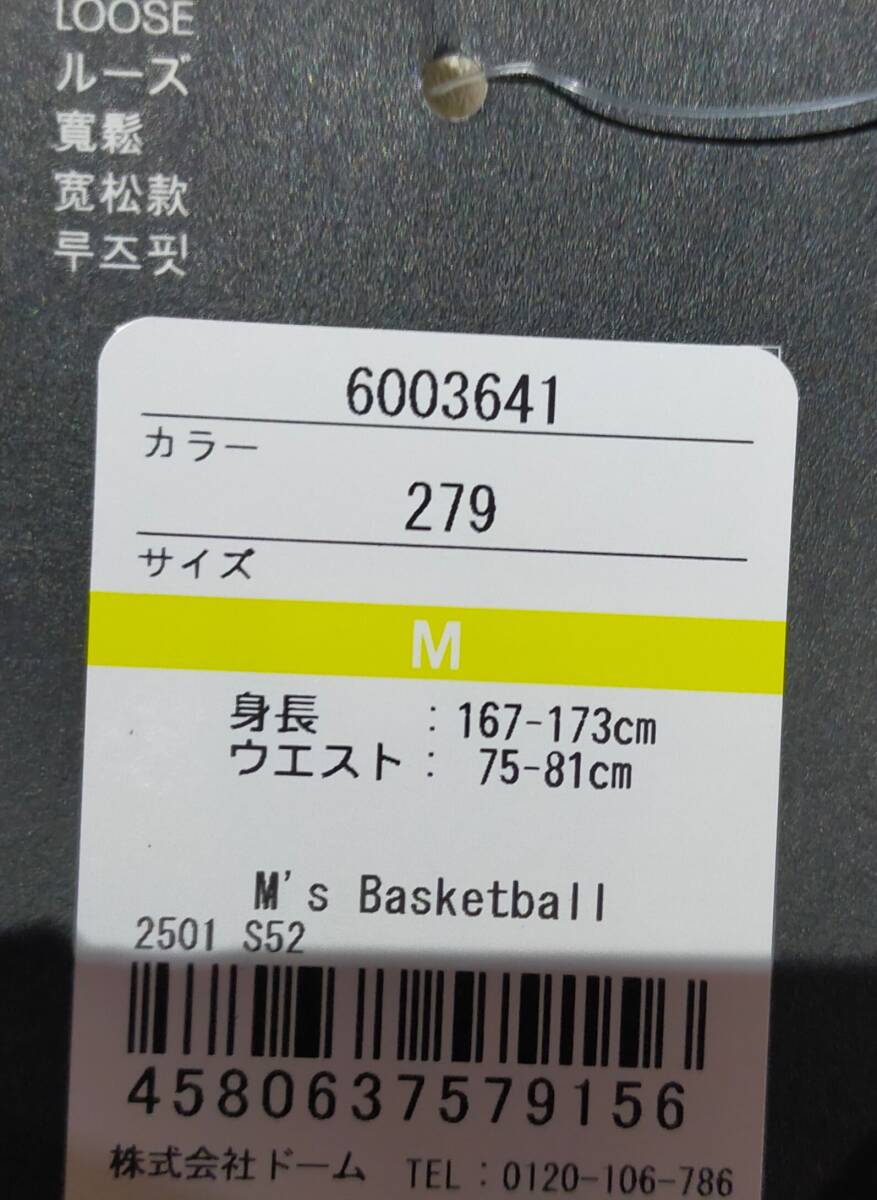 LOOSE
ルーズ
寬鬆
宽松款
루즈핏
6003641
カラー
279
サイズ
M
身長 : 167-173cm
ウエスト : 75-81cm
M's Basketball
2501 S52
4580637579156
株式会社ドーム TEL：0120-106-786